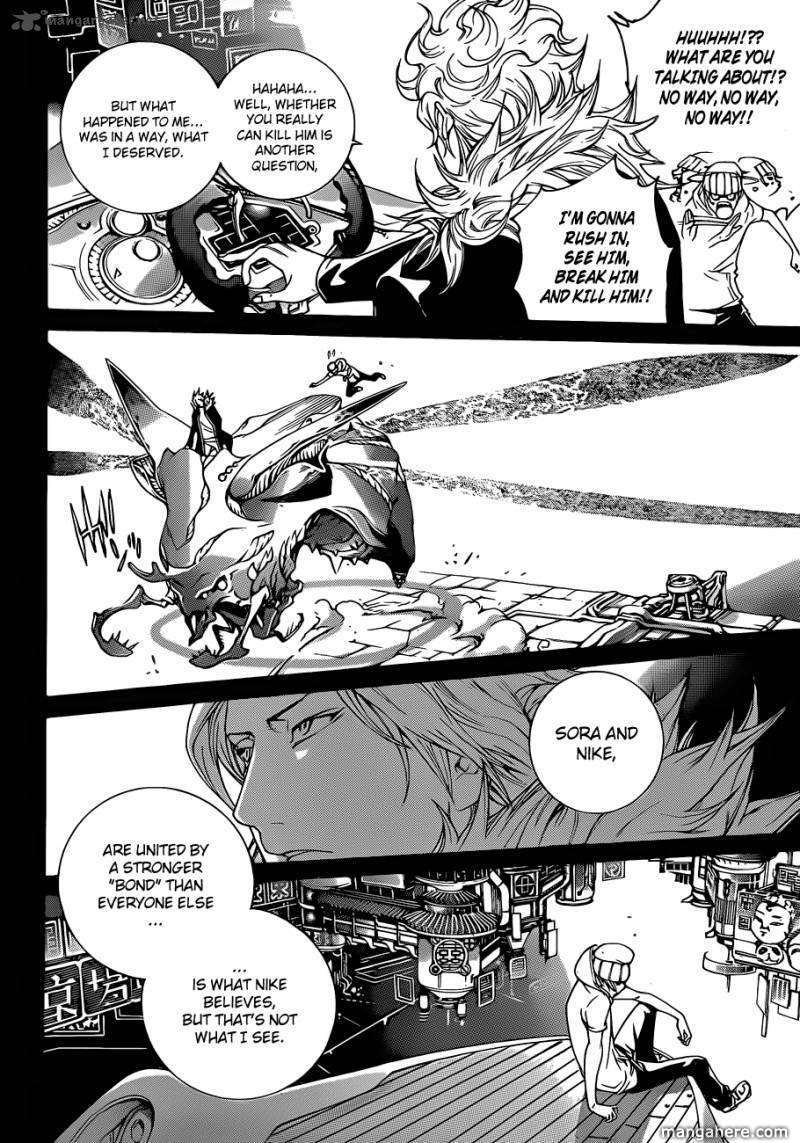 HUUHHH!??
WHAT ARE YOU
TALKING ABOUT!?
NO WAY, NO WAY,
NO WAY!!
I'M GONNA
RUSH IN,
SEE HIM,
BREAK HIM
AND KILL HIM!!
HAHAHA...
WELL, WHETHER
YOU REALLY
CAN KILL HIM IS
ANOTHER
QUESTION,
BUT WHAT
HAPPENED TO ME...
WAS IN A WAY, WHAT
I DESERVED.
SORA AND
NIKE,
ARE UNITED BY
A STRONGER
"BOND" THAN
EVERYONE ELSE
...
...
IS WHAT NIKE
BELIEVES,
BUT THAT'S NOT
WHAT I SEE.
mangahere.com